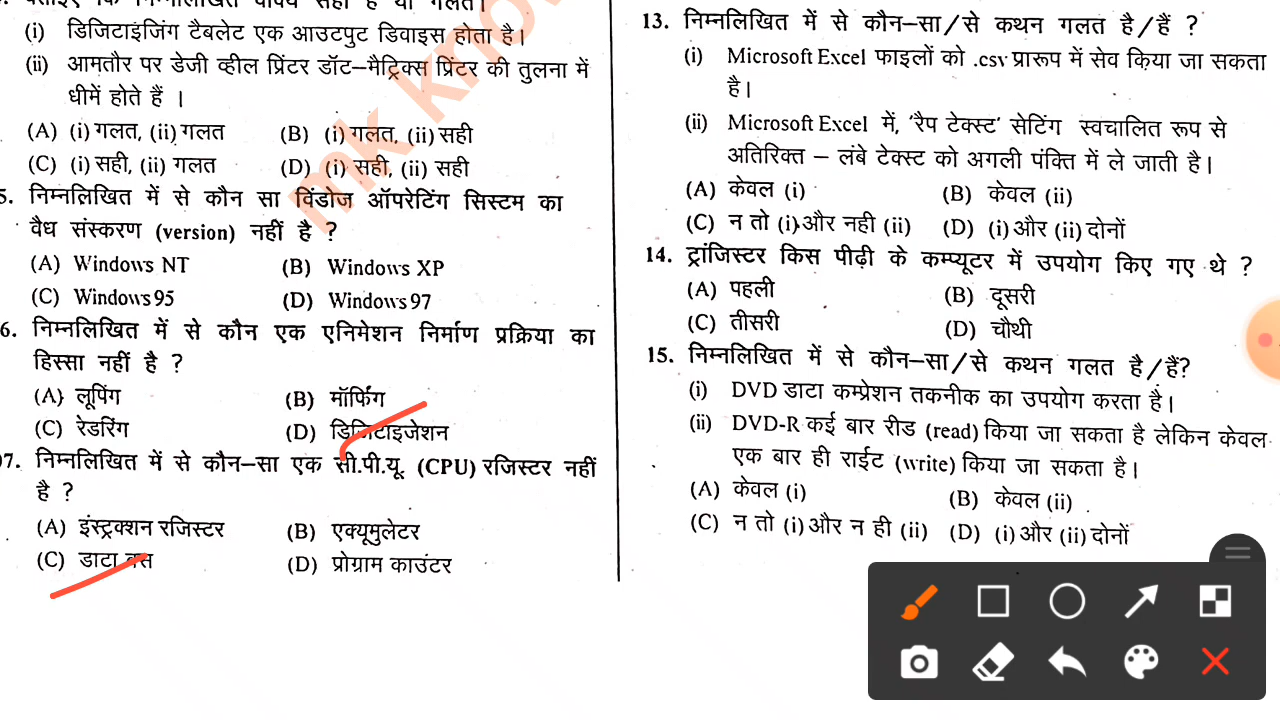 (i) डिजिटाइजिंग टैबलेट एक आउटपुट डिवाइस होता है।
(ii) आमतौर पर डेजी व्हील प्रिंटर डॉट–मैट्रिक्स प्रिंटर की तुलना में
धीमें होते हैं ।
(A) (i) गलत, (ii) गलत (B) (i) गलत, (ii) सही
(C) (i) सही, (ii) गलत (D) (i) सही, (ii) सही
5. निम्नलिखित में से कौन सा विंडोज ऑपरेटिंग सिस्टम का
वैध संस्करण (version) नहीं है ?
(A) Windows NT (B) Windows XP
(C) Windows 95 (D) Windows 97
6. निम्नलिखित में से कौन एक एनिमेशन निर्माण प्रक्रिया का
हिस्सा नहीं है ?
(A) लूपिंग (B) मॉर्फिंग
(C) रेडरिंग (D) डिजिटाइजेशन
07. निम्नलिखित में से कौन–सा एक सी.पी.यू. (CPU) रजिस्टर नहीं
है ?
(A) इंस्ट्रक्शन रजिस्टर (B) एक्यूमुलेटर
(C) डाटा बस (D) प्रोग्राम काउंटर
mk know
13. निम्नलिखित में से कौन–सा/से कथन गलत है/हैं ?
(i) Microsoft Excel फाइलों को .csv प्रारूप में सेव किया जा सकता
है।
(ii) Microsoft Excel में, 'रैप टेक्स्ट' सेटिंग स्वचालित रूप से
अतिरिक्त – लंबे टेक्स्ट को अगली पंक्ति में ले जाती है।
(A) केवल (i) (B) केवल (ii)
(C) न तो (i) और नही (ii) (D) (i) और (ii) दोनों
14. ट्रांजिस्टर किस पीढ़ी के कम्प्यूटर में उपयोग किए गए थे ?
(A) पहली (B) दूसरी
(C) तीसरी (D) चौथी
15. निम्नलिखित में से कौन–सा/से कथन गलत है/हैं?
(i) DVD डाटा कम्प्रेशन तकनीक का उपयोग करता है।
(ii) DVD-R कई बार रीड (read) किया जा सकता है लेकिन केवल
एक बार ही राईट (write) किया जा सकता है।
(A) केवल (i) (B) केवल (ii)
(C) न तो (i) और न ही (ii) (D) (i) और (ii) दोनों